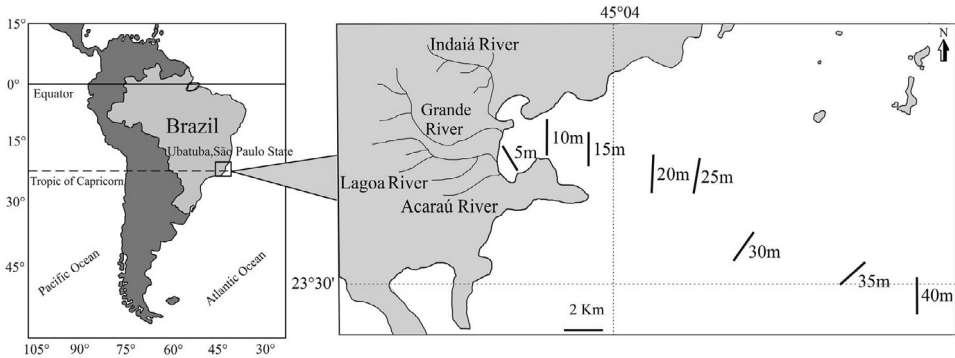 15°
0°
15°
30°
45°
105°
90°
75°
60°
45°
30°
Equator
Brazil
Ubatuba,São Paulo State
Tropic of Capricorn
Pacific Ocean
Atlantic Ocean
45°04
N
Indaiá River
Grande
River
Lagoa River
Acaraú River
5m
10m
15m
20m
25m
30m
35m
40m
23°30'
2 Km